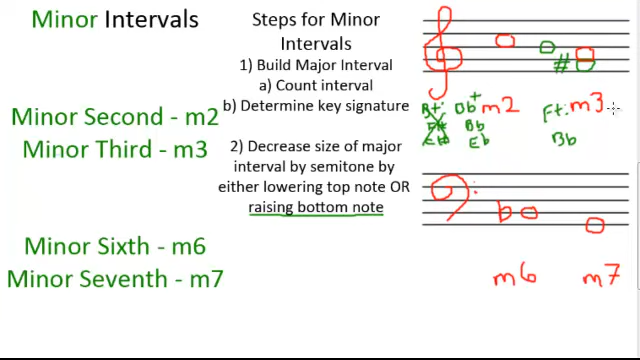 Minor Intervals
Minor Second - m2
Minor Third - m3
Minor Sixth - m6
Minor Seventh - m7
Steps for Minor
Intervals
1) Build Major Interval
a) Count interval
b) Determine key signature
2) Decrease size of major
interval by semitone by
either lowering top note OR
raising bottom note
#
Db+ m2
Bb
Eb
F+: m3
Bb
b
m6 m7